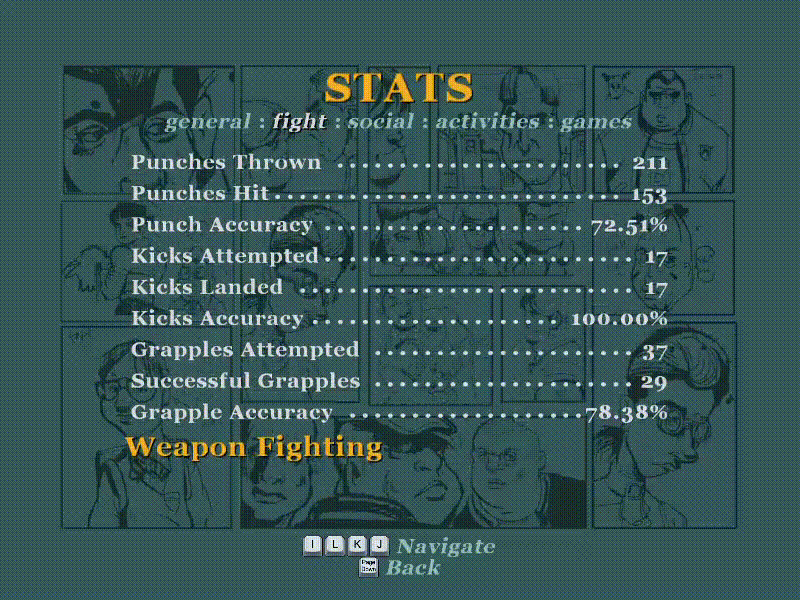 STATS
general : fight : social : activities : games
Punches Thrown ........................ 211
Punches Hit ............................ 153
Punch Accuracy ..................... 72.51%
Kicks Attempted ......................... 17
Kicks Landed ........................... 17
Kicks Accuracy .................... 100.00%
Grapples Attempted ..................... 37
Successful Grapples ..................... 29
Grapple Accuracy ................... 78.38%
Weapon Fighting
I L K J Navigate
Page Down Back